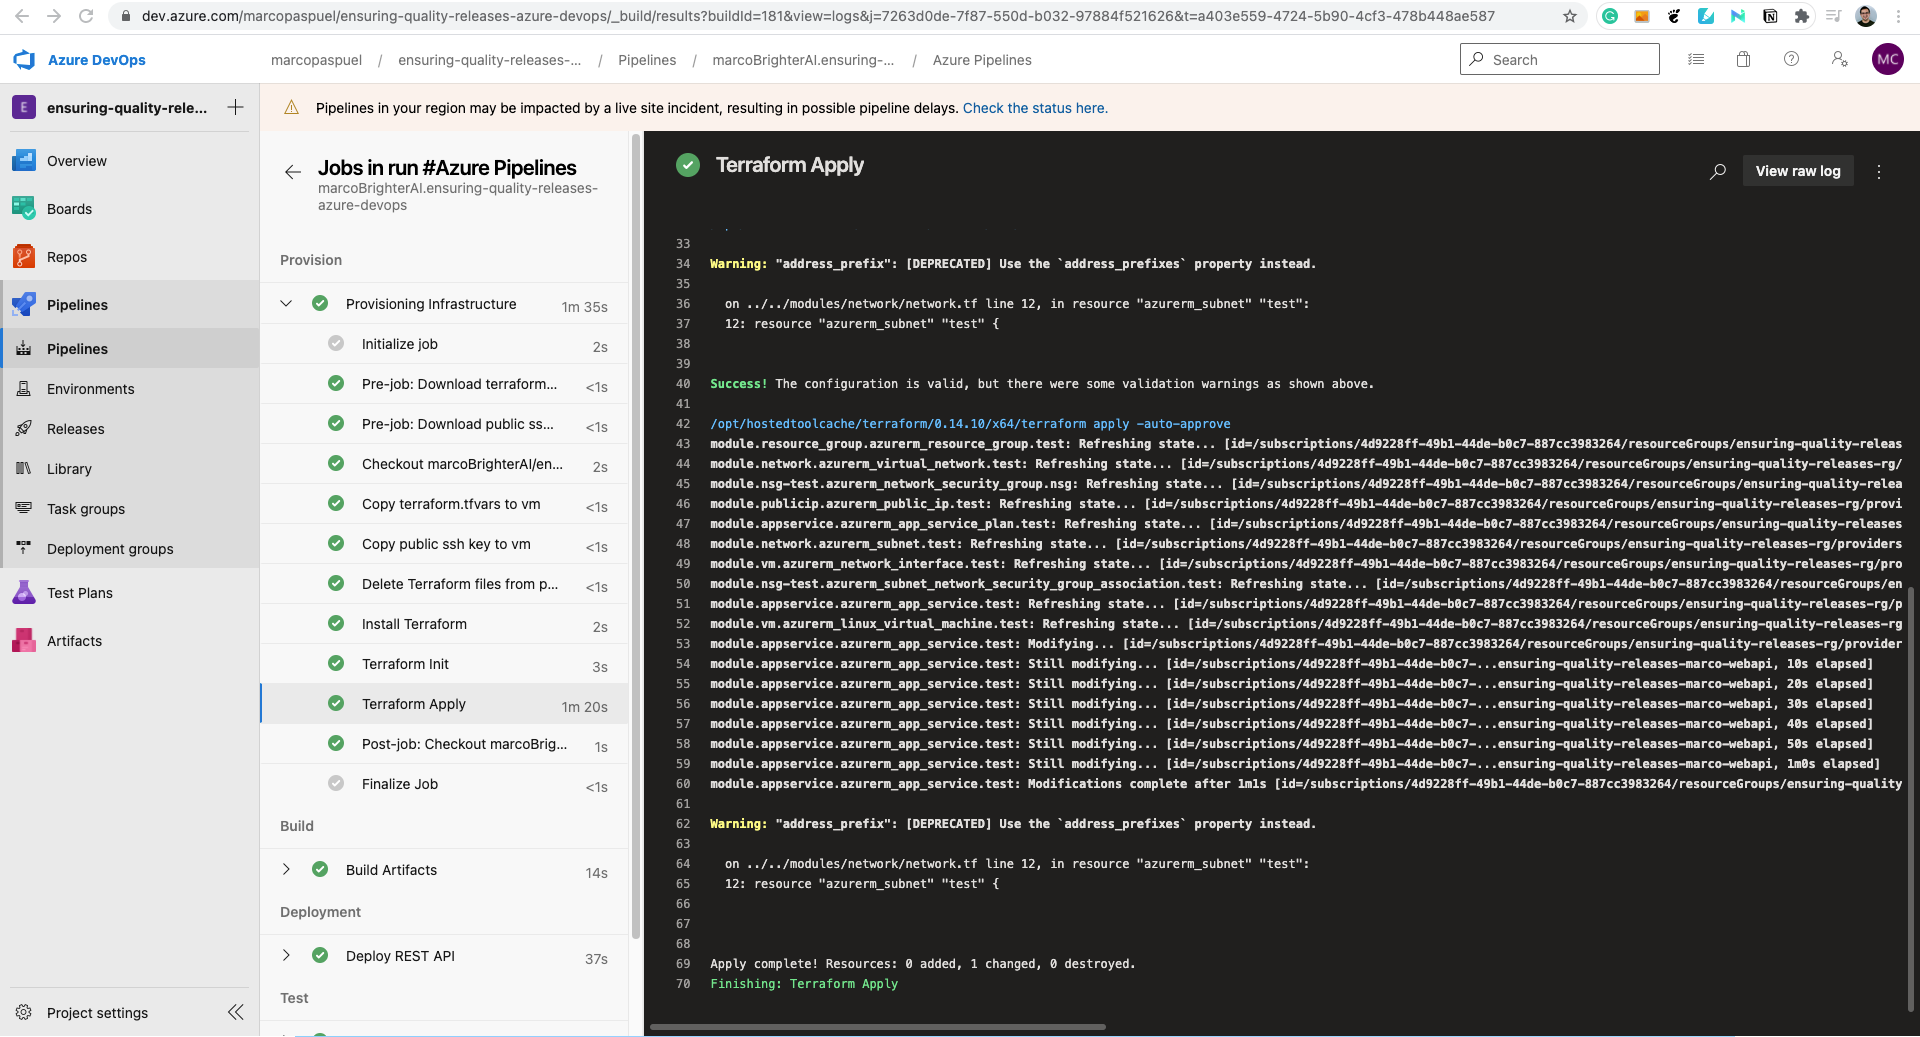 dev.azure.com/marcopaspuel/ensuring-quality-releases-azure-devops/_build/results?buildId=181&view=logs&j=7263d0de-7f87-550d-b032-97884f521626&t=a403e559-4724-5b90-4cf3-478b448ae587
Azure DevOps
marcopaspuel / ensuring-quality-releases-... / Pipelines / marcoBrighterAI.ensuring-... / Azure Pipelines
Search
MC
E ensuring-quality-rele...
Pipelines in your region may be impacted by a live site incident, resulting in possible pipeline delays. Check the status here.
Overview
Boards
Repos
Pipelines
Pipelines
Environments
Releases
Library
Task groups
Deployment groups
Test Plans
Artifacts
Project settings
Jobs in run #Azure Pipelines
marcoBrighterAI.ensuring-quality-releases-
azure-devops
Provision
Provisioning Infrastructure 1m 35s
Initialize job 2s
Pre-job: Download terraform... <1s
Pre-job: Download public ss... <1s
Checkout marcoBrighterAI/en... 2s
Copy terraform.tfvars to vm <1s
Copy public ssh key to vm <1s
Delete Terraform files from p... <1s
Install Terraform 2s
Terraform Init 3s
Terraform Apply 1m 20s
Post-job: Checkout marcoBrig... 1s
Finalize Job <1s
Build
Build Artifacts 14s
Deployment
Deploy REST API 37s
Test
Terraform Apply
View raw log
33
34 Warning: "address_prefix": [DEPRECATED] Use the `address_prefixes` property instead.
35
36 on ../../modules/network/network.tf line 12, in resource "azurerm_subnet" "test":
37 12: resource "azurerm_subnet" "test" {
38
39
40 Success! The configuration is valid, but there were some validation warnings as shown above.
41
42 /opt/hostedtoolcache/terraform/0.14.10/x64/terraform apply -auto-approve
43 module.resource_group.azurerm_resource_group.test: Refreshing state... [id=/subscriptions/4d9228ff-49b1-44de-b0c7-887cc3983264/resourceGroups/ensuring-quality-releas
44 module.network.azurerm_virtual_network.test: Refreshing state... [id=/subscriptions/4d9228ff-49b1-44de-b0c7-887cc3983264/resourceGroups/ensuring-quality-releases-rg/
45 module.nsg-test.azurerm_network_security_group.nsg: Refreshing state... [id=/subscriptions/4d9228ff-49b1-44de-b0c7-887cc3983264/resourceGroups/ensuring-quality-relea
46 module.publicip.azurerm_public_ip.test: Refreshing state... [id=/subscriptions/4d9228ff-49b1-44de-b0c7-887cc3983264/resourceGroups/ensuring-quality-releases-rg/provi
47 module.appservice.azurerm_app_service_plan.test: Refreshing state... [id=/subscriptions/4d9228ff-49b1-44de-b0c7-887cc3983264/resourceGroups/ensuring-quality-releases
48 module.network.azurerm_subnet.test: Refreshing state... [id=/subscriptions/4d9228ff-49b1-44de-b0c7-887cc3983264/resourceGroups/ensuring-quality-releases-rg/providers
49 module.vm.azurerm_network_interface.test: Refreshing state... [id=/subscriptions/4d9228ff-49b1-44de-b0c7-887cc3983264/resourceGroups/ensuring-quality-releases-rg/pro
50 module.nsg-test.azurerm_subnet_network_security_group_association.test: Refreshing state... [id=/subscriptions/4d9228ff-49b1-44de-b0c7-887cc3983264/resourceGroups/en
51 module.appservice.azurerm_app_service.test: Refreshing state... [id=/subscriptions/4d9228ff-49b1-44de-b0c7-887cc3983264/resourceGroups/ensuring-quality-releases-rg/p
52 module.vm.azurerm_linux_virtual_machine.test: Refreshing state... [id=/subscriptions/4d9228ff-49b1-44de-b0c7-887cc3983264/resourceGroups/ensuring-quality-releases-rg
53 module.appservice.azurerm_app_service.test: Modifying... [id=/subscriptions/4d9228ff-49b1-44de-b0c7-887cc3983264/resourceGroups/ensuring-quality-releases-rg/provider
54 module.appservice.azurerm_app_service.test: Still modifying... [id=/subscriptions/4d9228ff-49b1-44de-b0c7-...ensuring-quality-releases-marco-webapi, 10s elapsed]
55 module.appservice.azurerm_app_service.test: Still modifying... [id=/subscriptions/4d9228ff-49b1-44de-b0c7-...ensuring-quality-releases-marco-webapi, 20s elapsed]
56 module.appservice.azurerm_app_service.test: Still modifying... [id=/subscriptions/4d9228ff-49b1-44de-b0c7-...ensuring-quality-releases-marco-webapi, 30s elapsed]
57 module.appservice.azurerm_app_service.test: Still modifying... [id=/subscriptions/4d9228ff-49b1-44de-b0c7-...ensuring-quality-releases-marco-webapi, 40s elapsed]
58 module.appservice.azurerm_app_service.test: Still modifying... [id=/subscriptions/4d9228ff-49b1-44de-b0c7-...ensuring-quality-releases-marco-webapi, 50s elapsed]
59 module.appservice.azurerm_app_service.test: Still modifying... [id=/subscriptions/4d9228ff-49b1-44de-b0c7-...ensuring-quality-releases-marco-webapi, 1m0s elapsed]
60 module.appservice.azurerm_app_service.test: Modifications complete after 1m1s [id=/subscriptions/4d9228ff-49b1-44de-b0c7-887cc3983264/resourceGroups/ensuring-quality
61
62 Warning: "address_prefix": [DEPRECATED] Use the `address_prefixes` property instead.
63
64 on ../../modules/network/network.tf line 12, in resource "azurerm_subnet" "test":
65 12: resource "azurerm_subnet" "test" {
66
67
68
69 Apply complete! Resources: 0 added, 1 changed, 0 destroyed.
70 Finishing: Terraform Apply